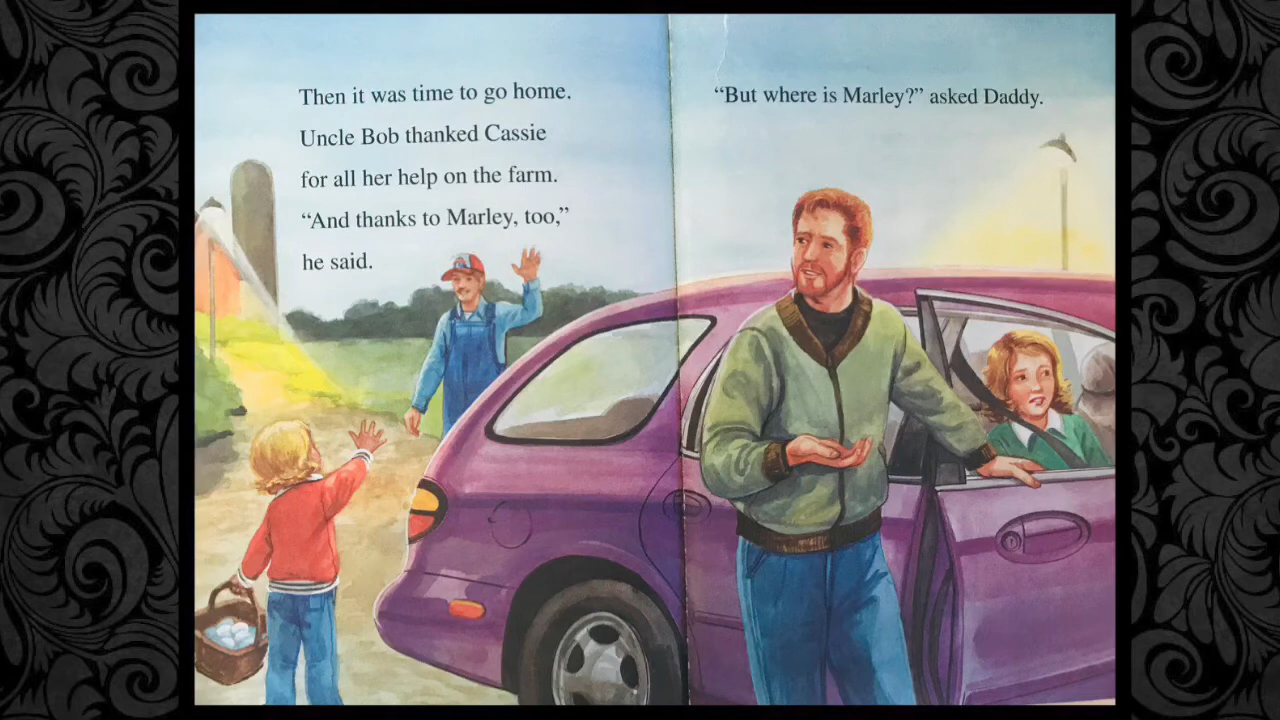 Then it was time to go home.
Uncle Bob thanked Cassie
for all her help on the farm.
“And thanks to Marley, too,”
he said.
“But where is Marley?” asked Daddy.